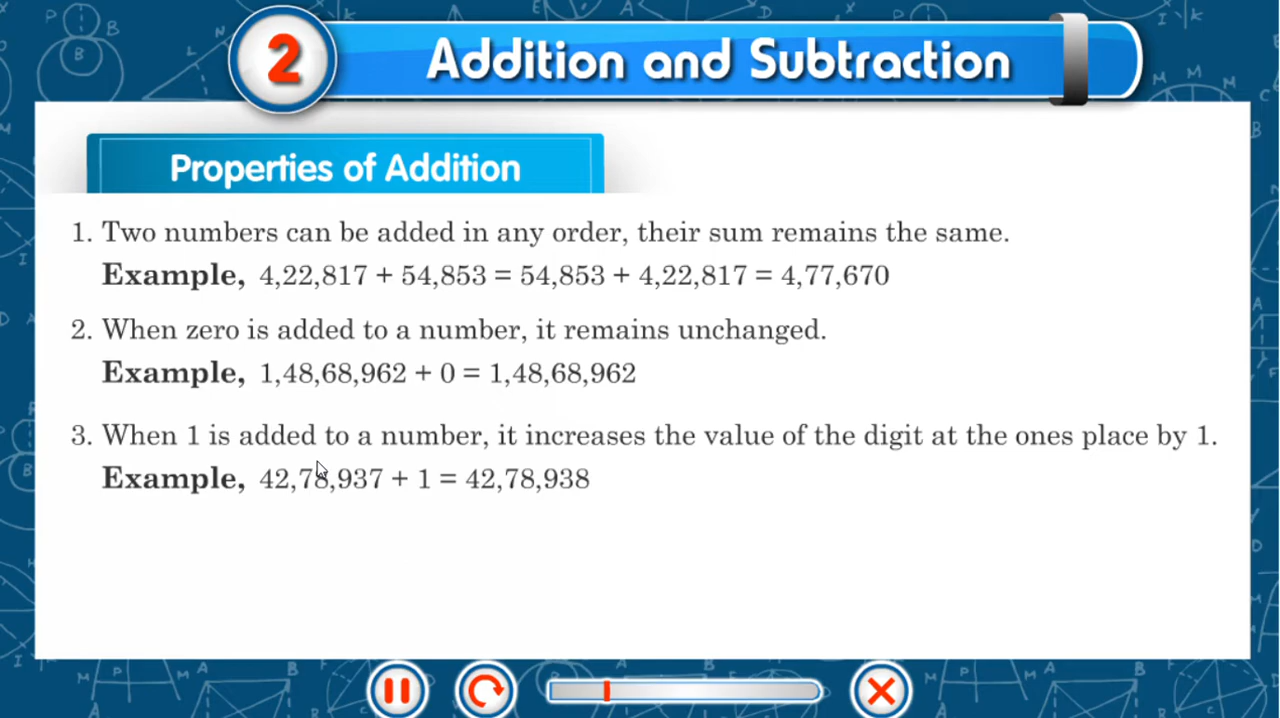 2
Addition and Subtraction
Properties of Addition
1. Two numbers can be added in any order, their sum remains the same.
Example, 4,22,817 + 54,853 = 54,853 + 4,22,817 = 4,77,670
2. When zero is added to a number, it remains unchanged.
Example, 1,48,68,962 + 0 = 1,48,68,962
3. When 1 is added to a number, it increases the value of the digit at the ones place by 1.
Example, 42,78,937 + 1 = 42,78,938